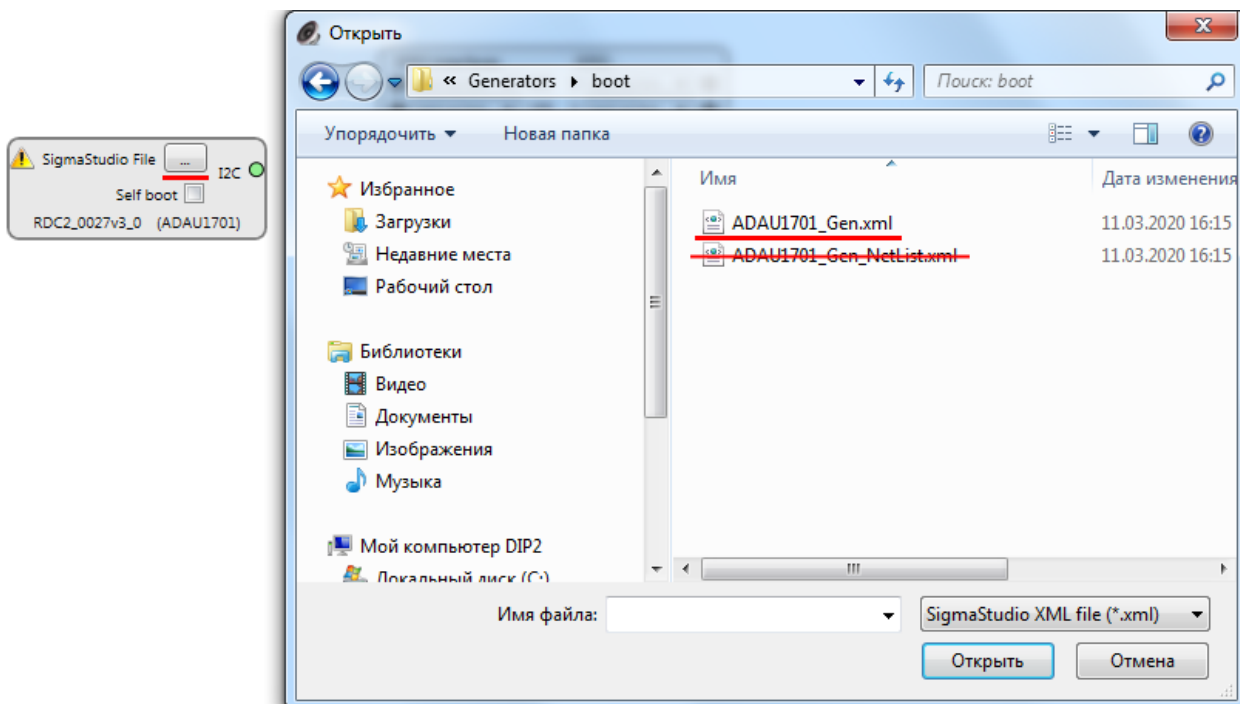 SigmaStudio File ... I2C
Self boot
RDC2_0027v3_0 (ADAU1701)
Открыть
« Generators ▸ boot
Поиск: boot
Упорядочить ▾ Новая папка
Избранное
Загрузки
Недавние места
Рабочий стол
Библиотеки
Видео
Документы
Изображения
Музыка
Мой компьютер DIP2
Локальный диск (C:)
Имя Дата изменения
ADAU1701_Gen.xml 11.03.2020 16:15
ADAU1701_Gen_NetList.xml 11.03.2020 16:15
Имя файла: SigmaStudio XML file (*.xml)
Открыть Отмена